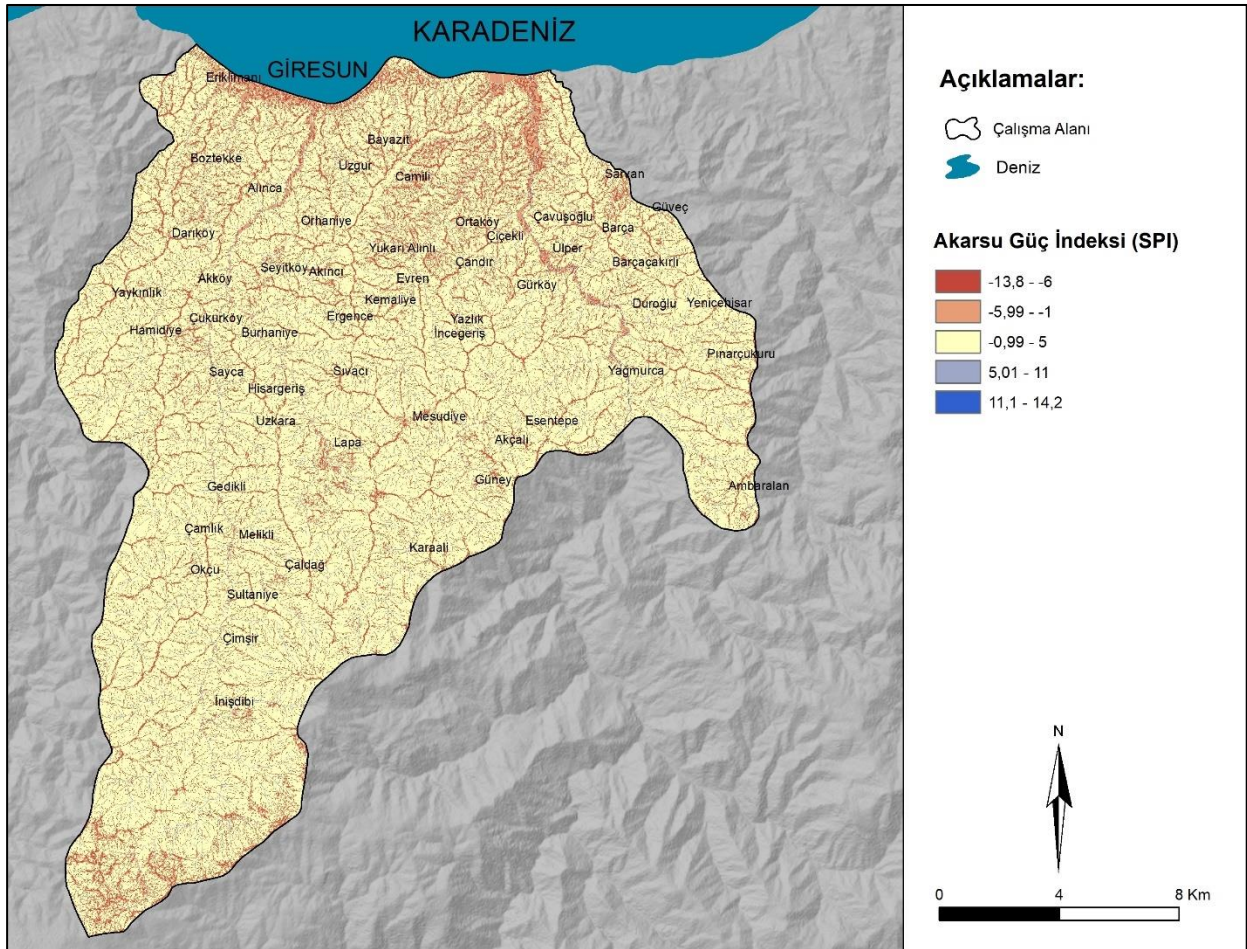 KARADENİZ
GİRESUN
Eriklimanı
Bayazıt
Boztekke
Uzgur
Camili
Alınca
Sarvan
Güveç
Orhaniye
Ortaköy
Çavuşoğlu
Barça
Darıköy
Çiçekli
Yukarı Alınlı
Ülper
Çandır
Barçaçakırlı
Seyitköy
Akıncı
Akköy
Evren
Gürköy
Yaykınlık
Kemaliye
Duroğlu
Yenicehisar
Çukurköy
Ergence
Yazlık
Hamidiye
Burhaniye
İncegeriş
Pınarçukuru
Sayca
Sıvacı
Yağmurca
Hisargeriş
Mesudiye
Uzkara
Esentepe
Lapa
Akçalı
Güney
Gedikli
Ambaralan
Çamlık
Melikli
Karaali
Okçu
Çaldağ
Sultaniye
Çimşir
İnişdibi
Açıklamalar:
Çalışma Alanı
Deniz
Akarsu Güç İndeksi (SPI)
-13,8 - -6
-5,99 - -1
-0,99 - 5
5,01 - 11
11,1 - 14,2
N
0 4 8 Km